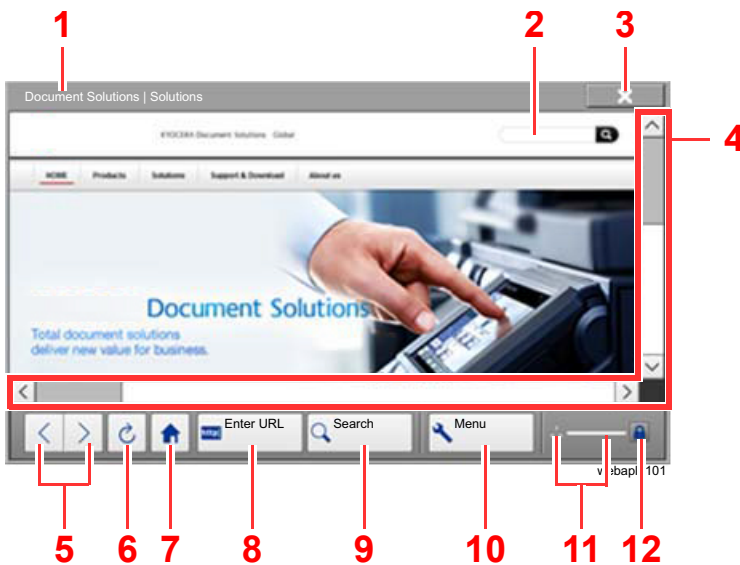 1 2 3
Document Solutions | Solutions
KYOCERA Document Solutions Global
4
HOME Products Solutions Support & Download About us
Document Solutions
Total document solutions
deliver new value for business.
Enter URL Search Menu
101
5 6 7 8 9 10 11 12